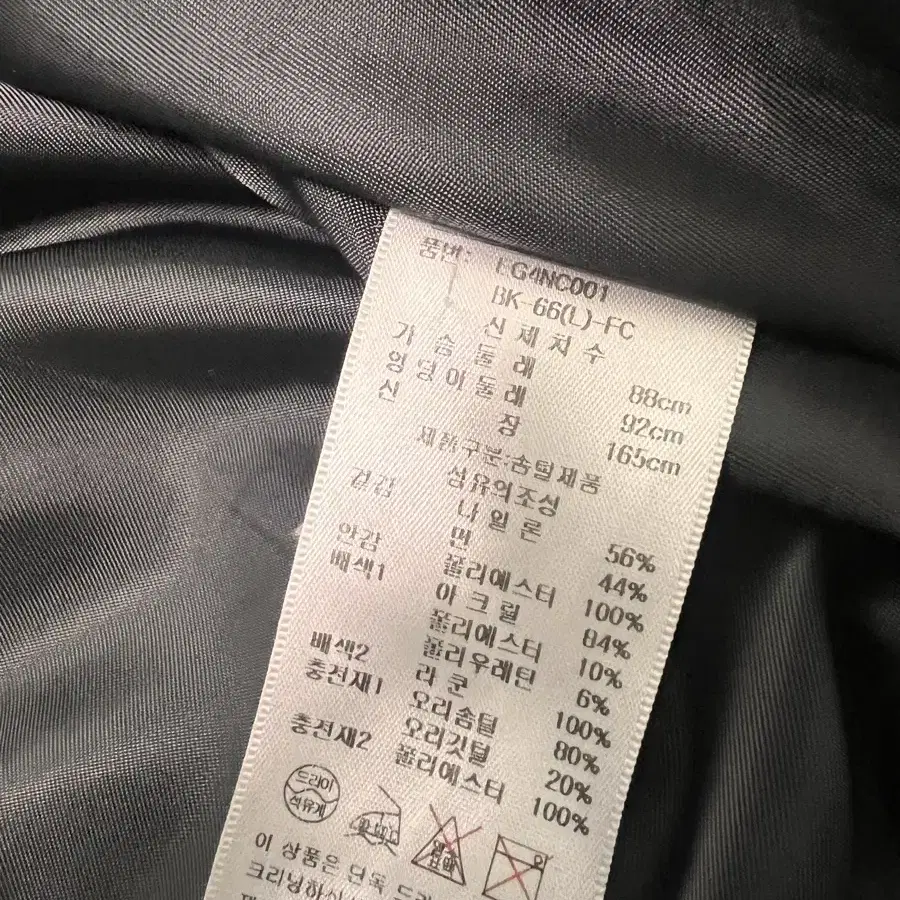 품번: EG4NC001
BK-66(L)-FC
신 체 치 수
가 슴 둘 레 88cm
엉 덩 이 둘 레 92cm
신 장 165cm
제품구분:솜털제품
섬유의조성
겉감 나 일 론 56%
면 44%
안감 폴리에스터 100%
배색1 아 크 릴 84%
폴리에스터 10%
폴리우레탄 6%
배색2 라 쿤 100%
충전재1 오리솜털 80%
오리깃털 20%
충전재2 폴리에스터 100%
드라이
석유계
이 상품은 단독 드
크리닝하